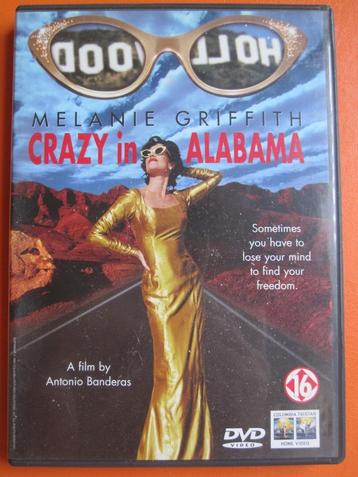 HOLL
OOD
MELANIE GRIFFITH
CRAZY in ALABAMA
Sometimes
you have to
lose your mind
to find your
freedom.
A film by
Antonio Banderas
16
DVD
VIDEO
COLUMBIA TRISTAR
HOME VIDEO